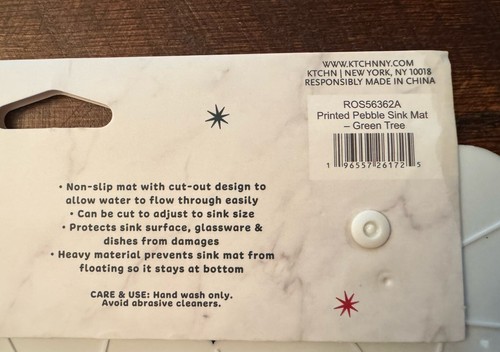 WWW.KTCHNNY.COM
KTCHN | NEW YORK, NY 10018
RESPONSIBLY MADE IN CHINA
ROS56362A
Printed Pebble Sink Mat
– Green Tree
1 96557 26172 5
• Non-slip mat with cut-out design to
allow water to flow through easily
• Can be cut to adjust to sink size
• Protects sink surface, glassware &
dishes from damages
• Heavy material prevents sink mat from
floating so it stays at bottom
CARE & USE: Hand wash only.
Avoid abrasive cleaners.